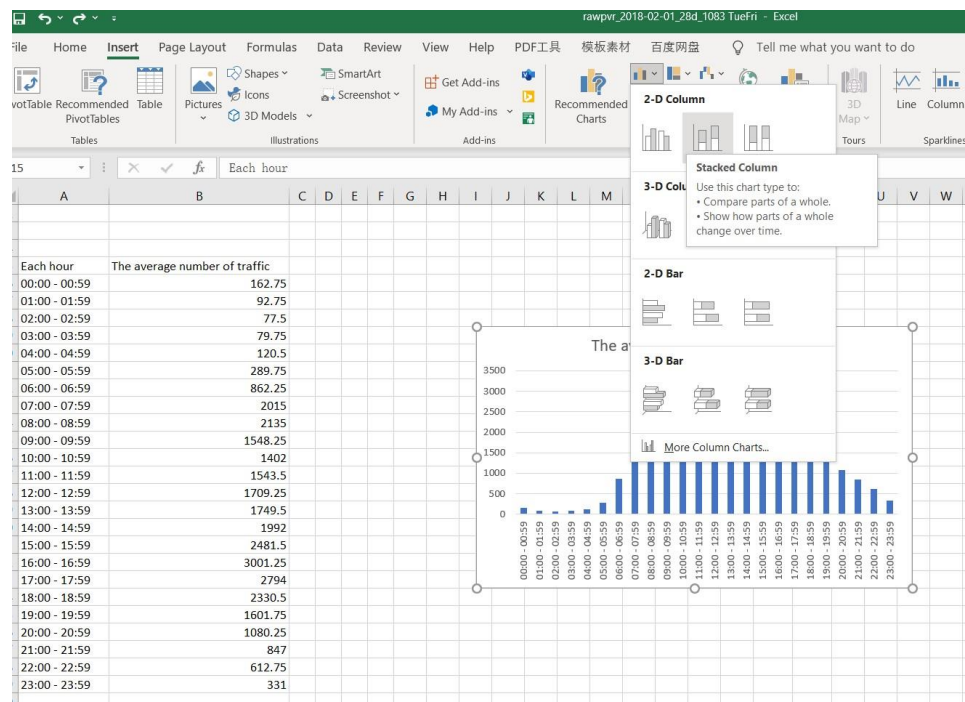 rawpvr_2018-02-01_28d_1083 TueFri - Excel
File Home Insert Page Layout Formulas Data Review View Help PDF工具 模板素材 百度网盘 Tell me what you want to do
Shapes SmartArt Get Add-ins
Icons Screenshot
3D Models My Add-ins
votTable Recommended Table Pictures Recommended 3D Line Column
PivotTables Charts Map
Tables Illustrations Add-ins Tours Sparklines
15 fx Each hour
A B C D E F G H I J K L M U V W
2-D Column
Stacked Column
Use this chart type to:
• Compare parts of a whole.
• Show how parts of a whole
change over time.
3-D Colu
2-D Bar
3-D Bar
More Column Charts...
Each hour The average number of traffic
00:00 - 00:59 162.75
01:00 - 01:59 92.75
02:00 - 02:59 77.5
03:00 - 03:59 79.75
04:00 - 04:59 120.5
05:00 - 05:59 289.75
06:00 - 06:59 862.25
07:00 - 07:59 2015
08:00 - 08:59 2135
09:00 - 09:59 1548.25
10:00 - 10:59 1402
11:00 - 11:59 1543.5
12:00 - 12:59 1709.25
13:00 - 13:59 1749.5
14:00 - 14:59 1992
15:00 - 15:59 2481.5
16:00 - 16:59 3001.25
17:00 - 17:59 2794
18:00 - 18:59 2330.5
19:00 - 19:59 1601.75
20:00 - 20:59 1080.25
21:00 - 21:59 847
22:00 - 22:59 612.75
23:00 - 23:59 331
The a
3500
3000
2500
2000
1500
1000
500
0
00:00 - 00:59
01:00 - 01:59
02:00 - 02:59
03:00 - 03:59
04:00 - 04:59
05:00 - 05:59
06:00 - 06:59
07:00 - 07:59
08:00 - 08:59
09:00 - 09:59
10:00 - 10:59
11:00 - 11:59
12:00 - 12:59
13:00 - 13:59
14:00 - 14:59
15:00 - 15:59
16:00 - 16:59
17:00 - 17:59
18:00 - 18:59
19:00 - 19:59
20:00 - 20:59
21:00 - 21:59
22:00 - 22:59
23:00 - 23:59